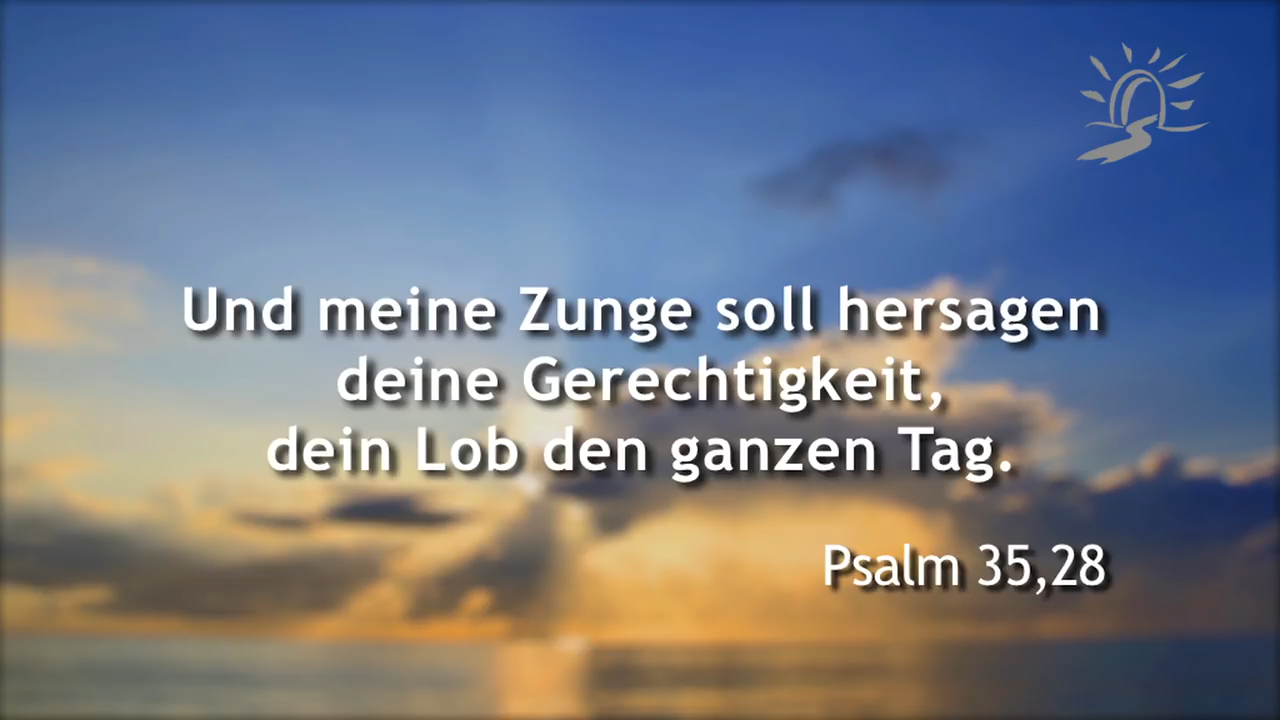 Und meine Zunge soll hersagen
deine Gerechtigkeit,
dein Lob den ganzen Tag.
Psalm 35,28